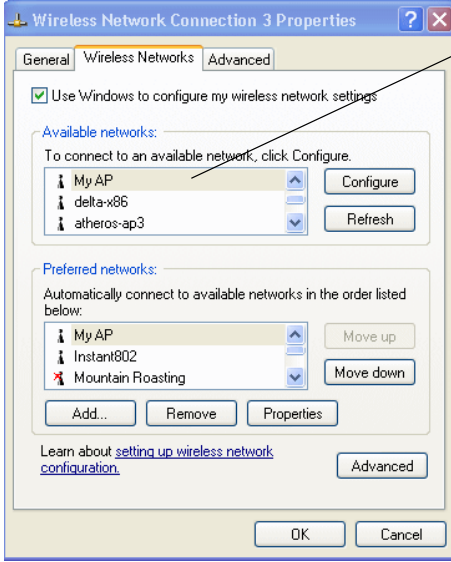 Wireless Network Connection 3 Properties
General Wireless Networks Advanced
Use Windows to configure my wireless network settings
Available networks:
To connect to an available network, click Configure.
My AP
delta-x86
atheros-ap3
Configure
Refresh
Preferred networks:
Automatically connect to available networks in the order listed
below:
My AP
Instant802
Mountain Roasting
Move up
Move down
Add... Remove Properties
Learn about setting up wireless network
configuration.
Advanced
OK Cancel